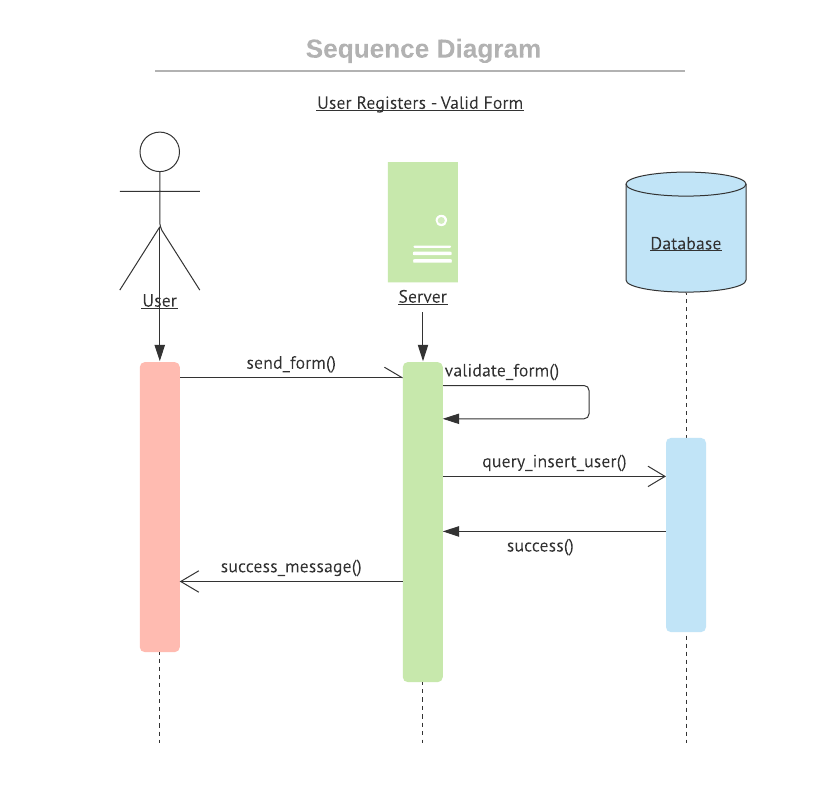 Sequence Diagram
User Registers - Valid Form
User
Server
Database
send_form()
validate_form()
query_insert_user()
success()
success_message()